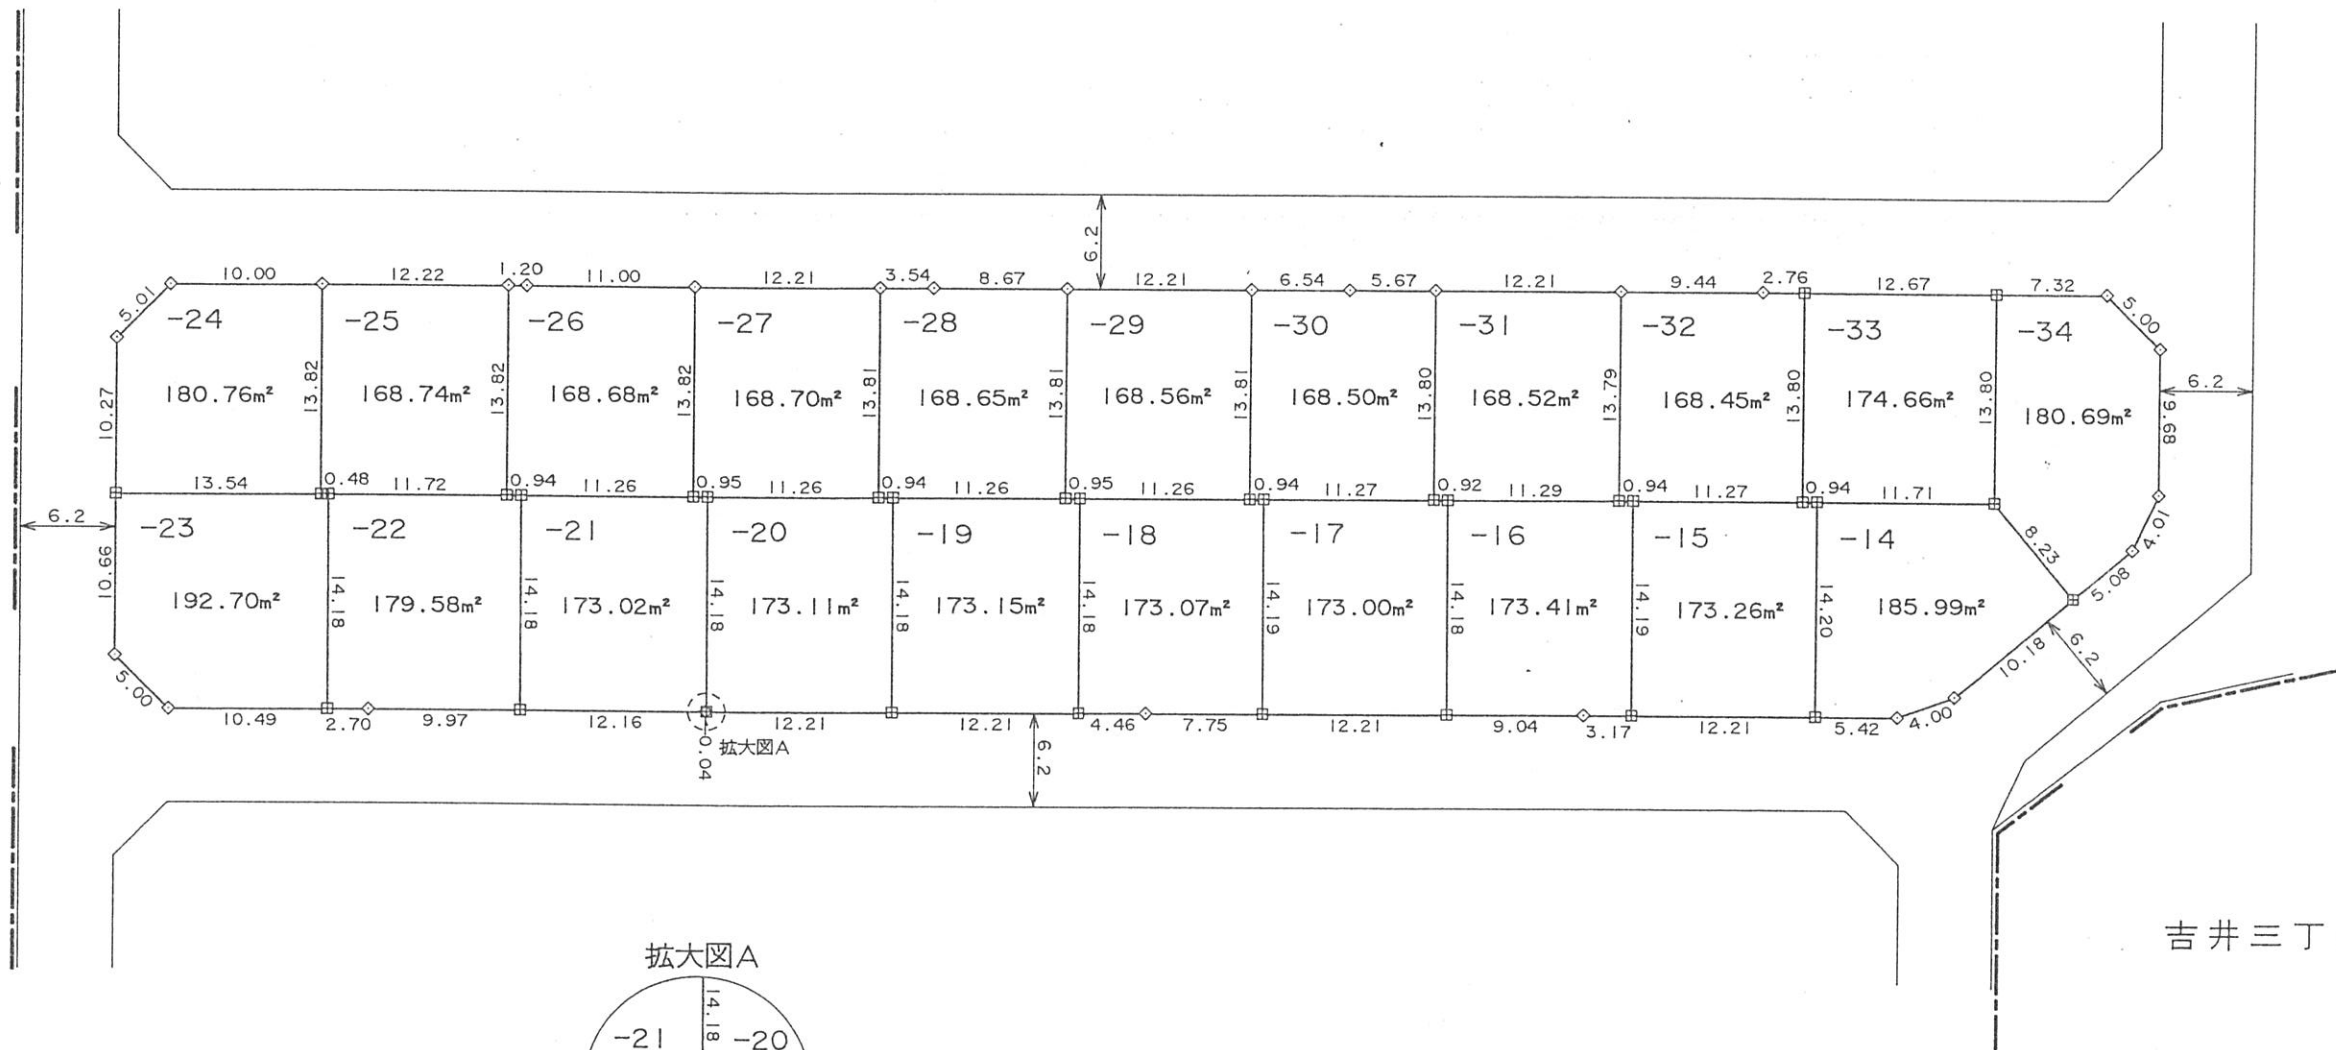 6.2
10.00 12.22 1.20 11.00 12.21 3.54 8.67 12.21 6.54 5.67 12.21 9.44 2.76 12.67 7.32
5.01 5.00
-24 -25 -26 -27 -28 -29 -30 -31 -32 -33 -34
10.27 13.82 13.82 13.82 13.81 13.81 13.81 13.80 13.79 13.80 13.80 9.68
6.2
180.76m² 168.74m² 168.68m² 168.70m² 168.65m² 168.56m² 168.50m² 168.52m² 168.45m² 174.66m² 180.69m²
13.54 0.48 11.72 0.94 11.26 0.95 11.26 0.94 11.26 0.95 11.26 0.94 11.27 0.92 11.29 0.94 11.27 0.94 11.71
6.2
-23 -22 -21 -20 -19 -18 -17 -16 -15 -14
8.23 4.01 5.08
10.66 14.18 14.18 14.18 14.18 14.18 14.19 14.18 14.19 14.20
192.70m² 179.58m² 173.02m² 173.11m² 173.15m² 173.07m² 173.00m² 173.41m² 173.26m² 185.99m²
5.00 10.18 6.2
10.49 2.70 9.97 12.16 12.21 12.21 4.46 7.75 12.21 9.04 3.17 12.21 5.42 4.00
0.04 拡大図A
6.2
吉井三丁
拡大図A
14.18
-21 -20